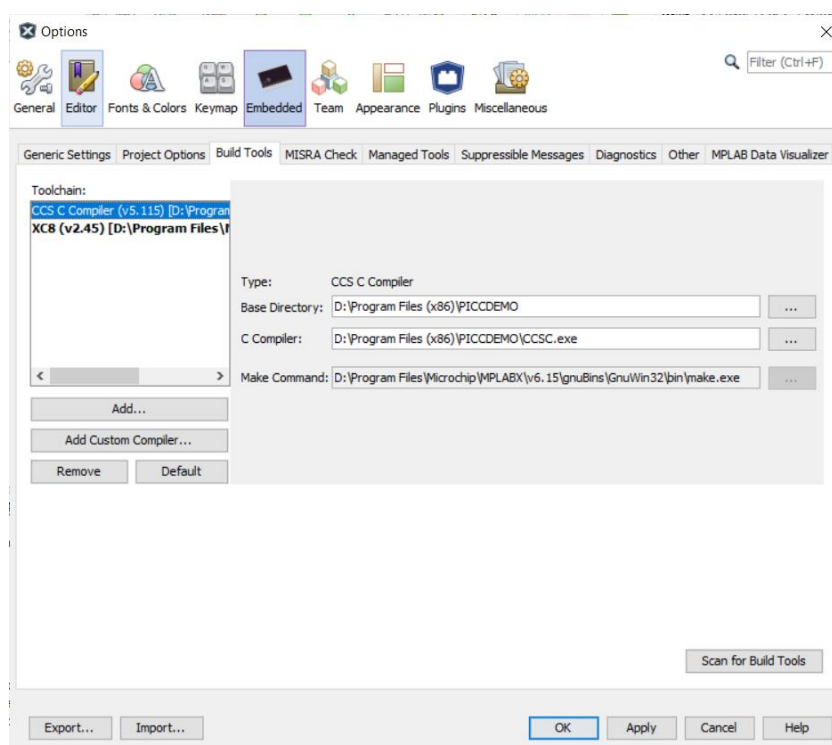 Options
Filter (Ctrl+F)
General Editor Fonts & Colors Keymap Embedded Team Appearance Plugins Miscellaneous
Generic Settings Project Options Build Tools MISRA Check Managed Tools Suppressible Messages Diagnostics Other MPLAB Data Visualizer
Toolchain:
CCS C Compiler (v5.115) [D:\Program
XC8 (v2.45) [D:\Program Files\
Type: CCS C Compiler
Base Directory: D:\Program Files (x86)\PICCDEMO ...
C Compiler: D:\Program Files (x86)\PICCDEMO\CCSC.exe ...
Make Command: D:\Program Files\Microchip\MPLABX\v6.15\gnuBins\GnuWin32\bin\make.exe ...
Add...
Add Custom Compiler...
Remove Default
Scan for Build Tools
Export... Import... OK Apply Cancel Help